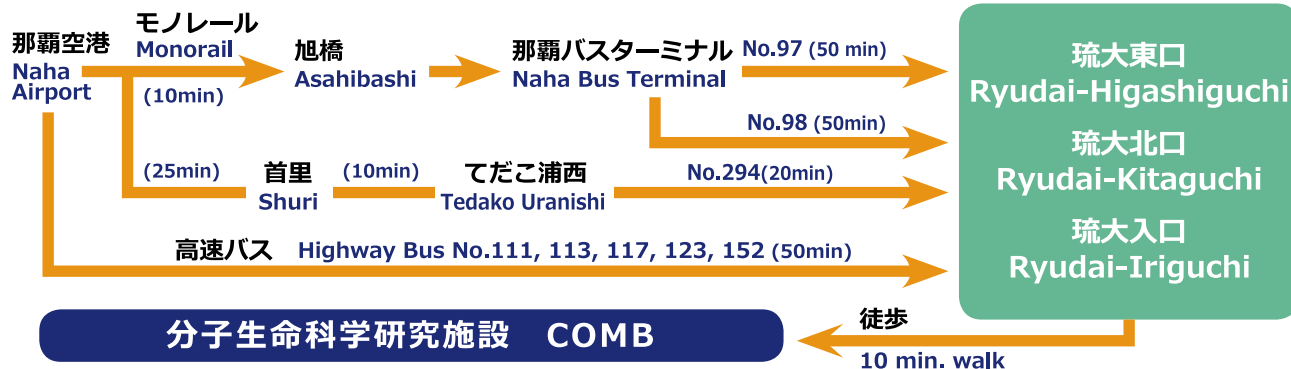 モノレール
Monorail
(10min)
那覇空港
Naha
Airport
旭橋
Asahibashi
那覇バスターミナル
Naha Bus Terminal
No.97 (50 min)
No.98 (50min)
(25min)
首里
Shuri
(10min)
てだこ浦西
Tedako Uranishi
No.294(20min)
高速バス Highway Bus No.111, 113, 117, 123, 152 (50min)
琉大東口
Ryudai-Higashiguchi
琉大北口
Ryudai-Kitaguchi
琉大入口
Ryudai-Iriguchi
徒歩
10 min. walk
分子生命科学研究施設 COMB